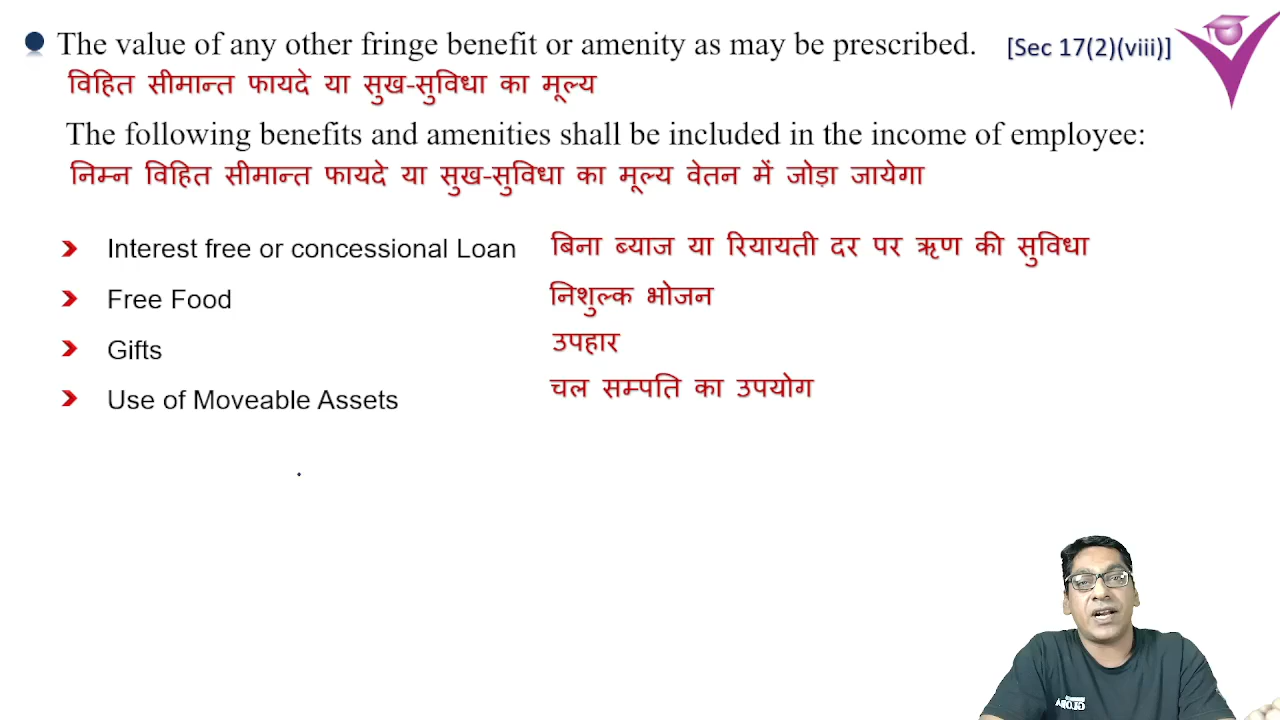 The value of any other fringe benefit or amenity as may be prescribed. [Sec 17(2)(viii)]
विहित सीमान्त फायदे या सुख-सुविधा का मूल्य
The following benefits and amenities shall be included in the income of employee:
निम्न विहित सीमान्त फायदे या सुख-सुविधा का मूल्य वेतन में जोड़ा जायेगा
Interest free or concessional Loan बिना ब्याज या रियायती दर पर ऋण की सुविधा
Free Food निशुल्क भोजन
Gifts उपहार
Use of Moveable Assets चल सम्पति का उपयोग